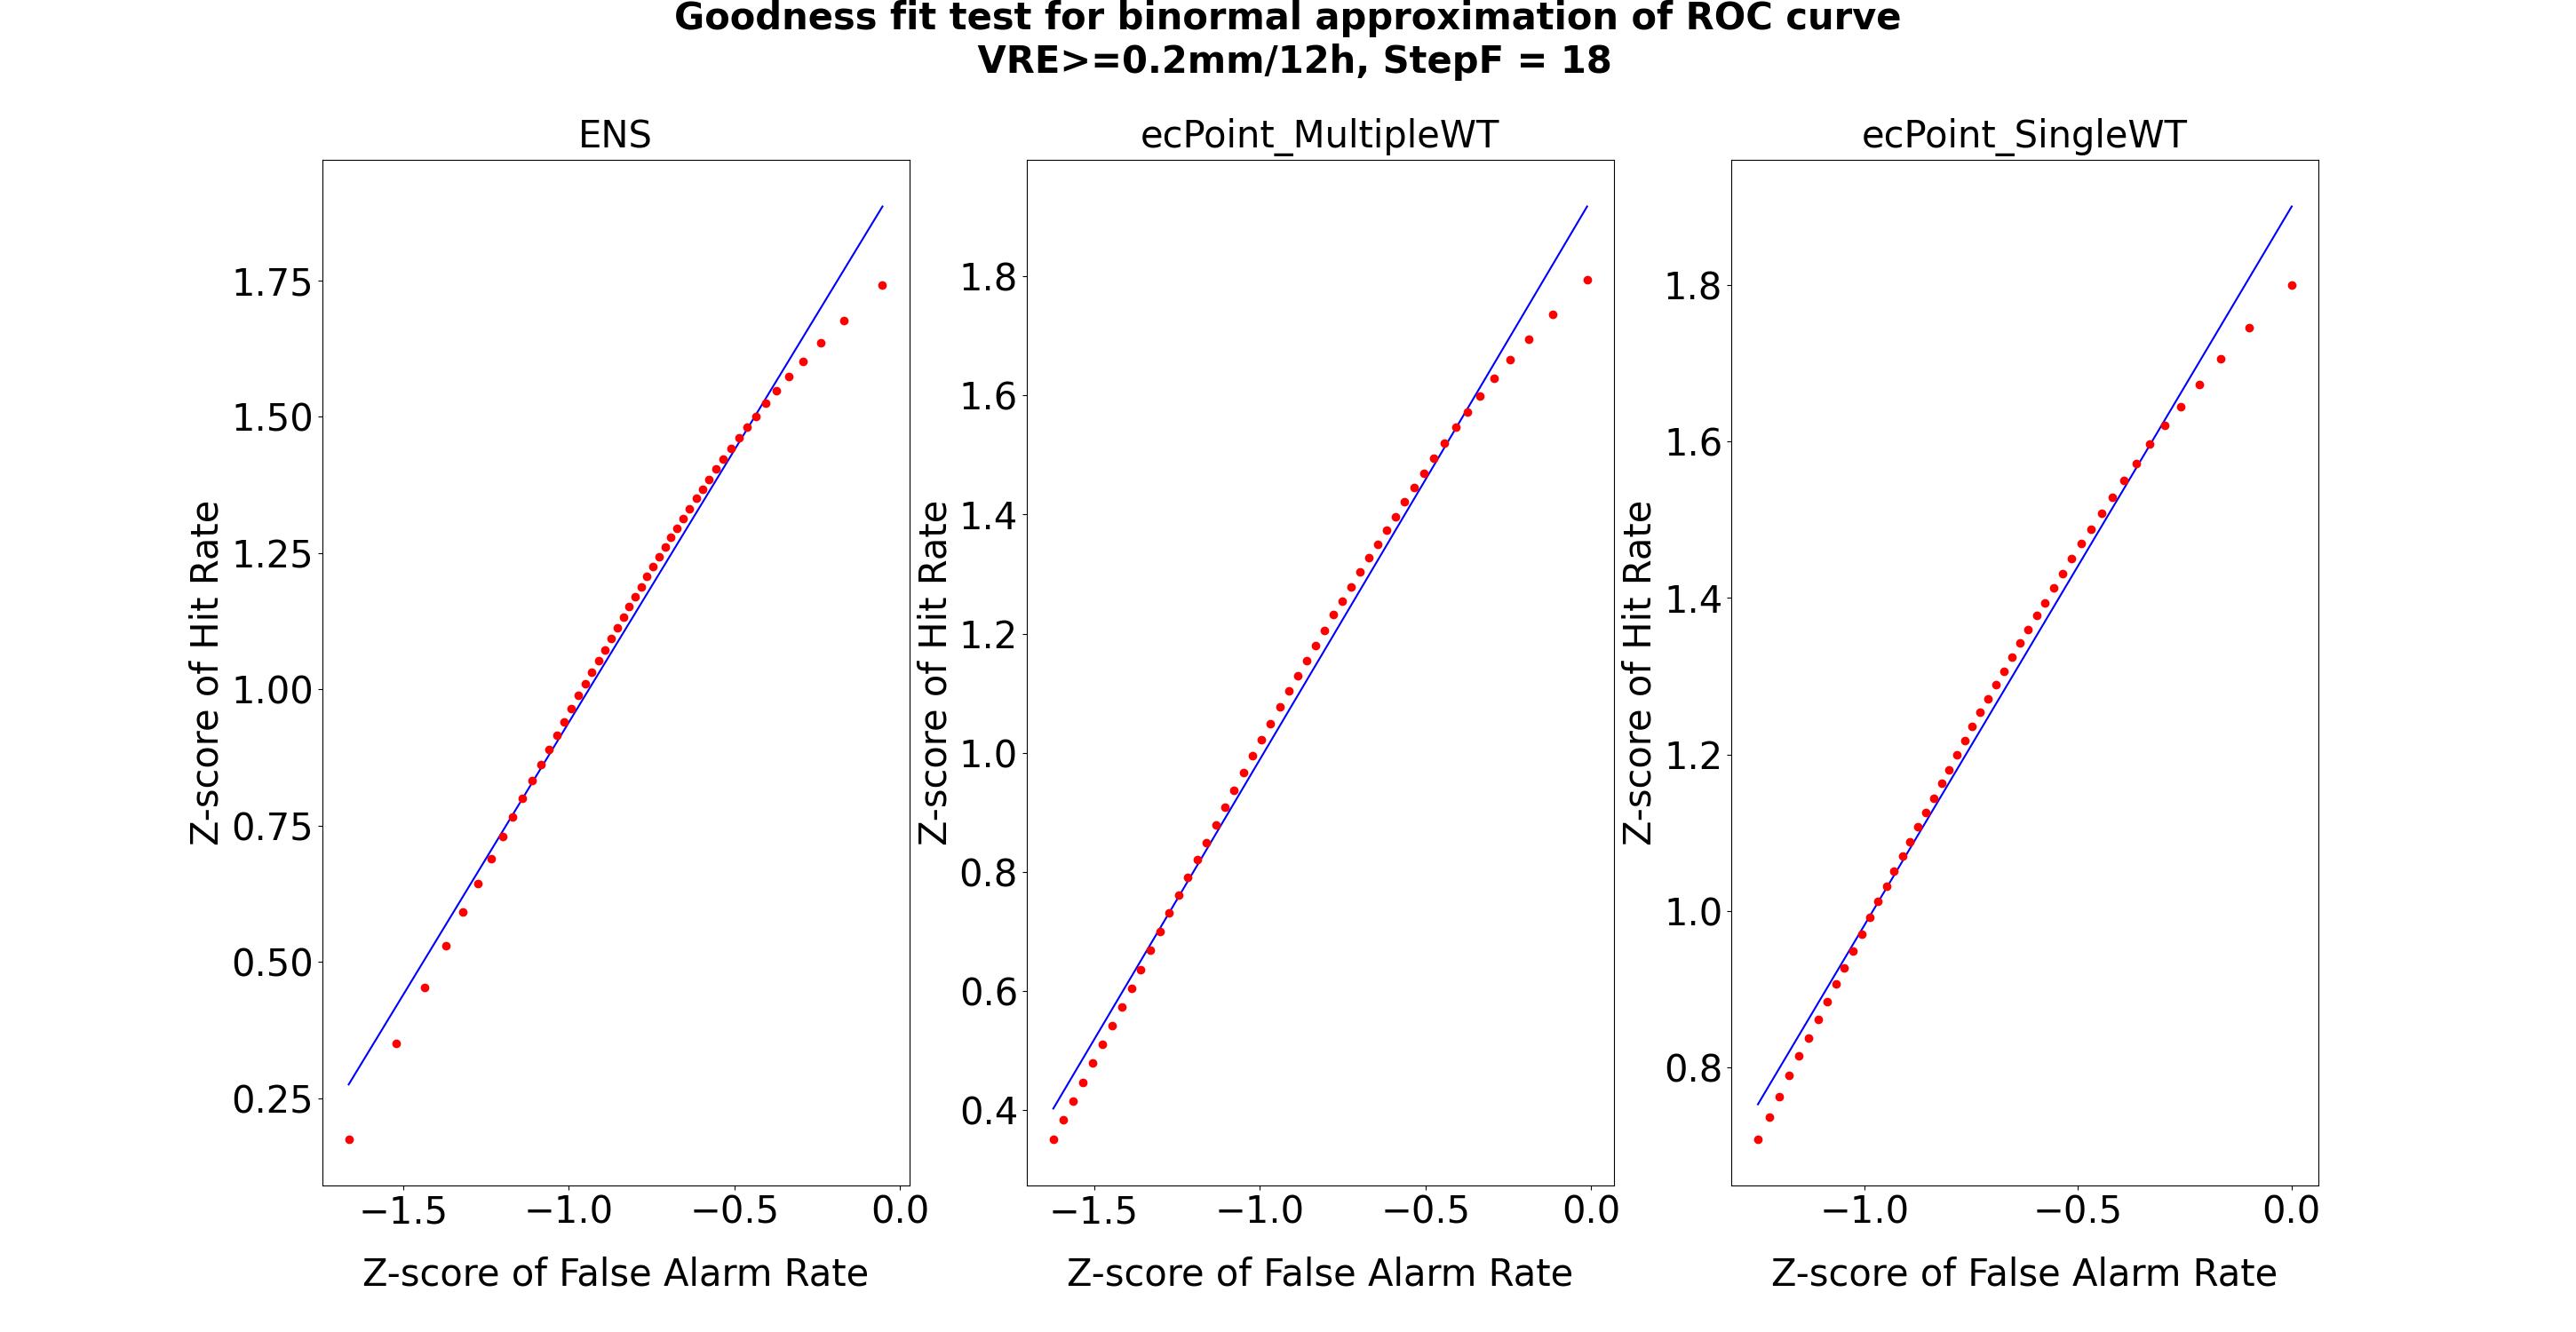 Goodness fit test for binormal approximation of ROC curve
VRE>=0.2mm/12h, StepF = 18
ENS
1.75
1.50
1.25
1.00
0.75
0.50
0.25
Z-score of Hit Rate
−1.5 −1.0 −0.5 0.0
Z-score of False Alarm Rate
ecPoint_MultipleWT
1.8
1.6
1.4
1.2
1.0
0.8
0.6
0.4
Z-score of Hit Rate
−1.5 −1.0 −0.5 0.0
Z-score of False Alarm Rate
ecPoint_SingleWT
1.8
1.6
1.4
1.2
1.0
0.8
Z-score of Hit Rate
−1.0 −0.5 0.0
Z-score of False Alarm Rate